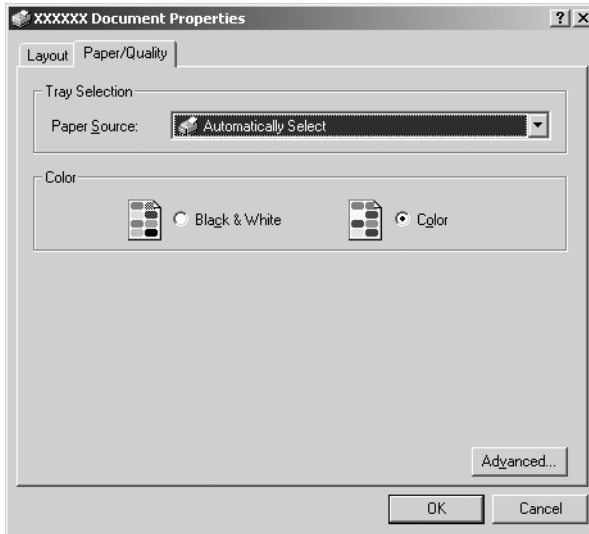 XXXXXX Document Properties
Layout
Paper/Quality
Tray Selection
Paper Source:
Automatically Select
Color
Black & White
Color
Advanced...
OK
Cancel